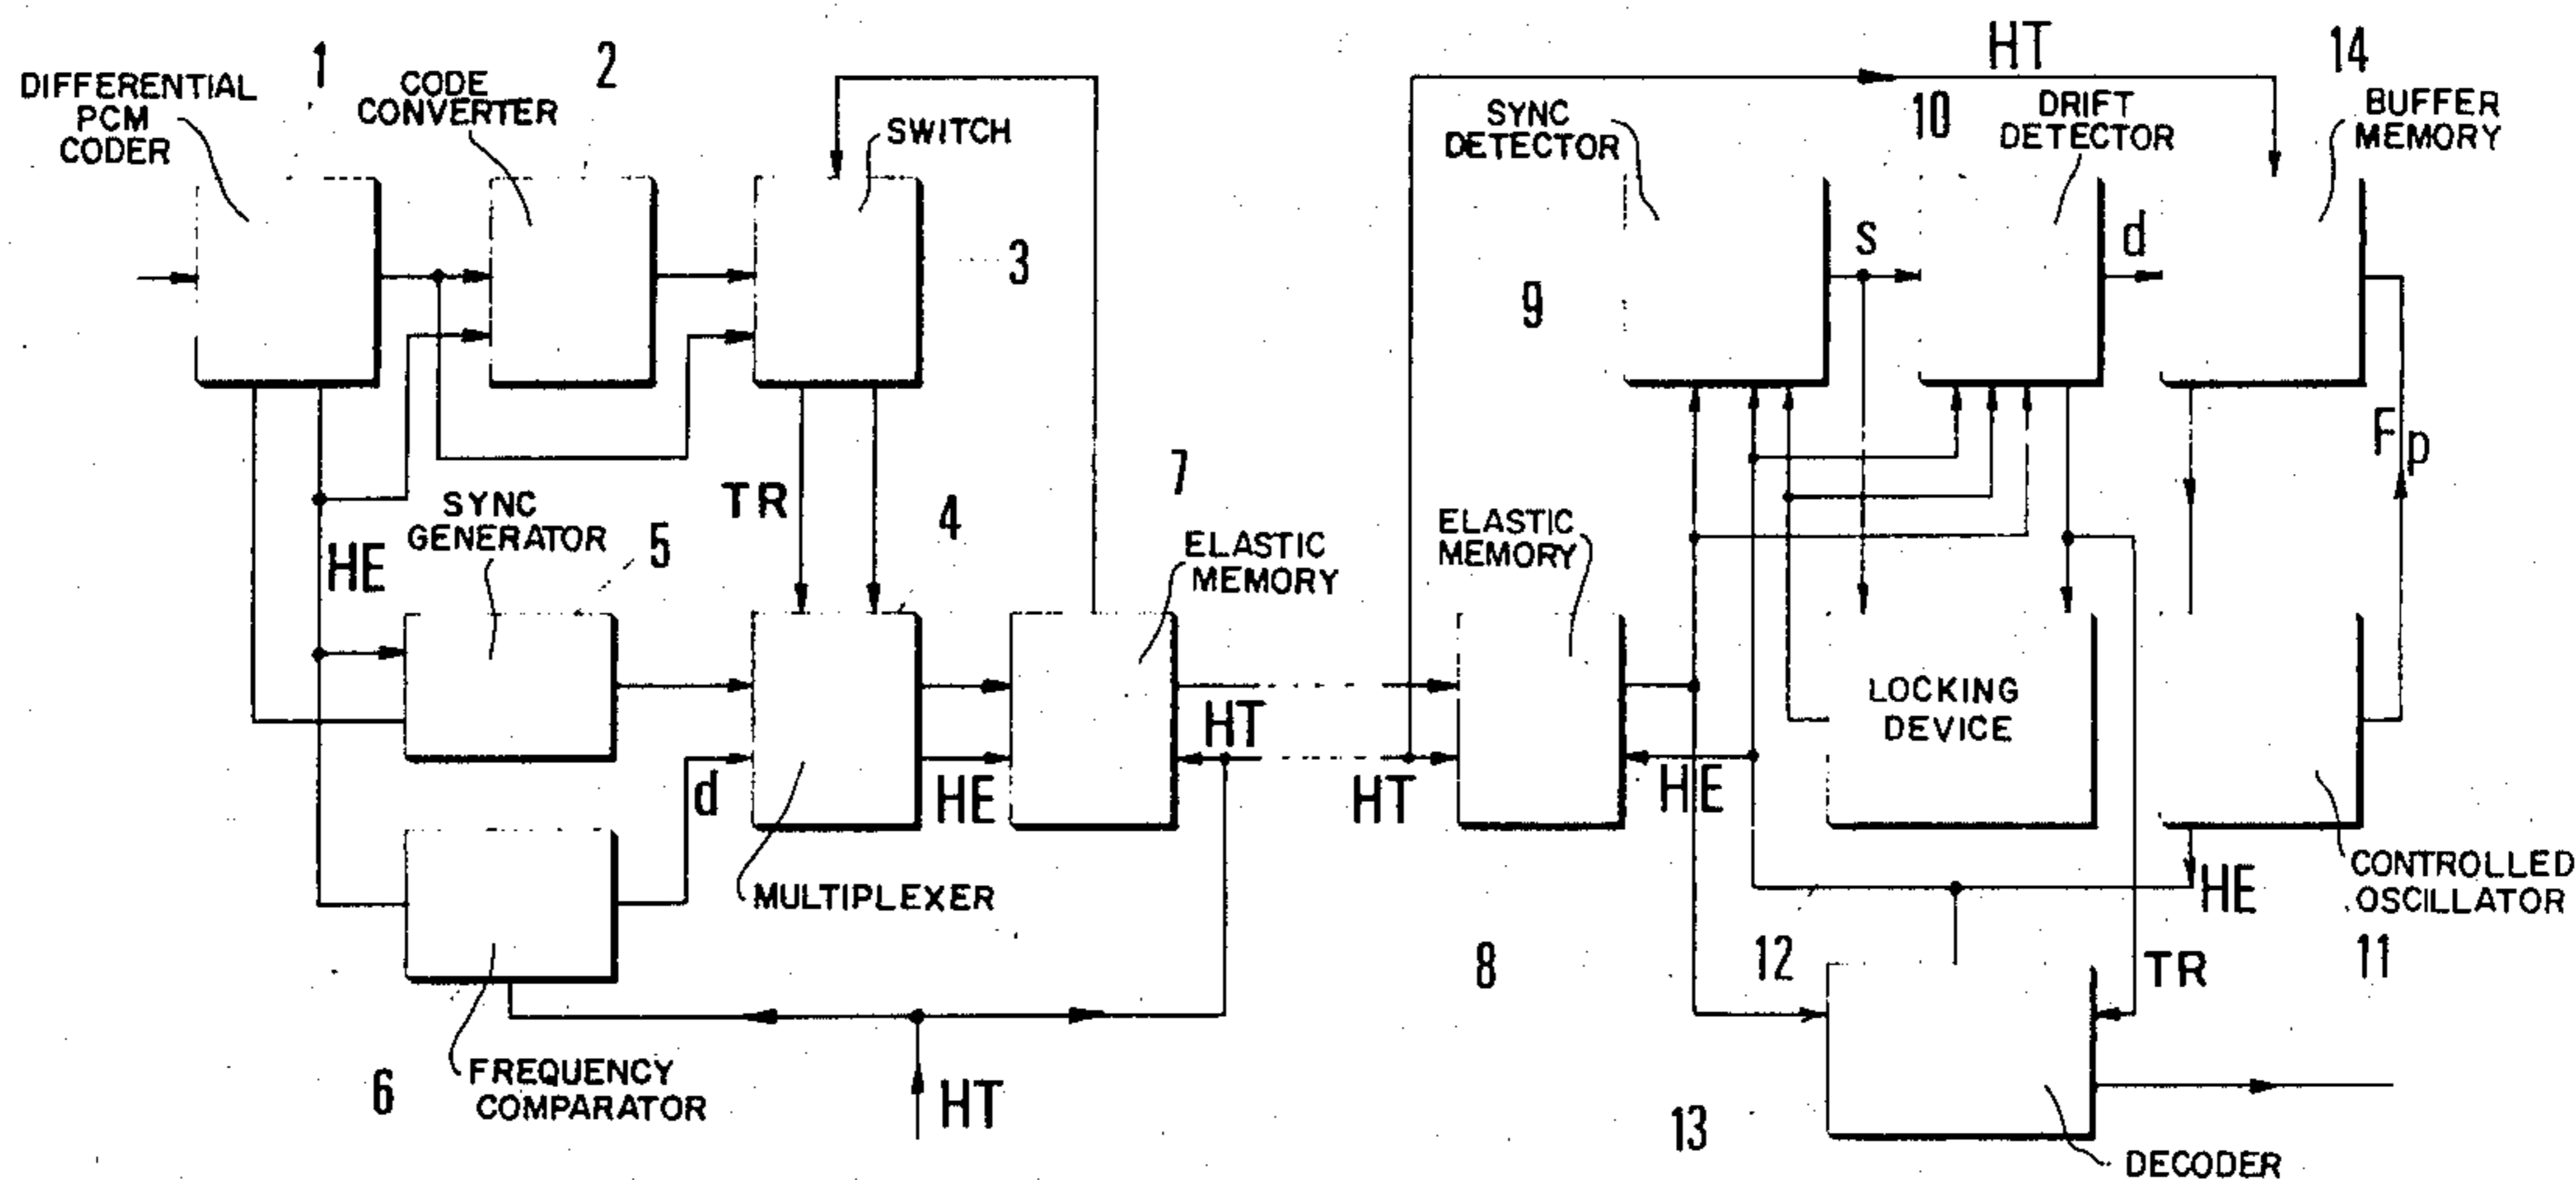 1
DIFFERENTIAL
PCM
CODER
2
CODE
CONVERTER
SWITCH
3
HT
14
10
SYNC
DETECTOR
DRIFT
DETECTOR
BUFFER
MEMORY
9
s
d
Fp
TR
4
7
SYNC
GENERATOR
5
HE
ELASTIC
MEMORY
ELASTIC
MEMORY
LOCKING
DEVICE
HT
HT
HE
HE
d
MULTIPLEXER
CONTROLLED
OSCILLATOR
HE
8
12
TR
11
6
FREQUENCY
COMPARATOR
HT
13
DECODER